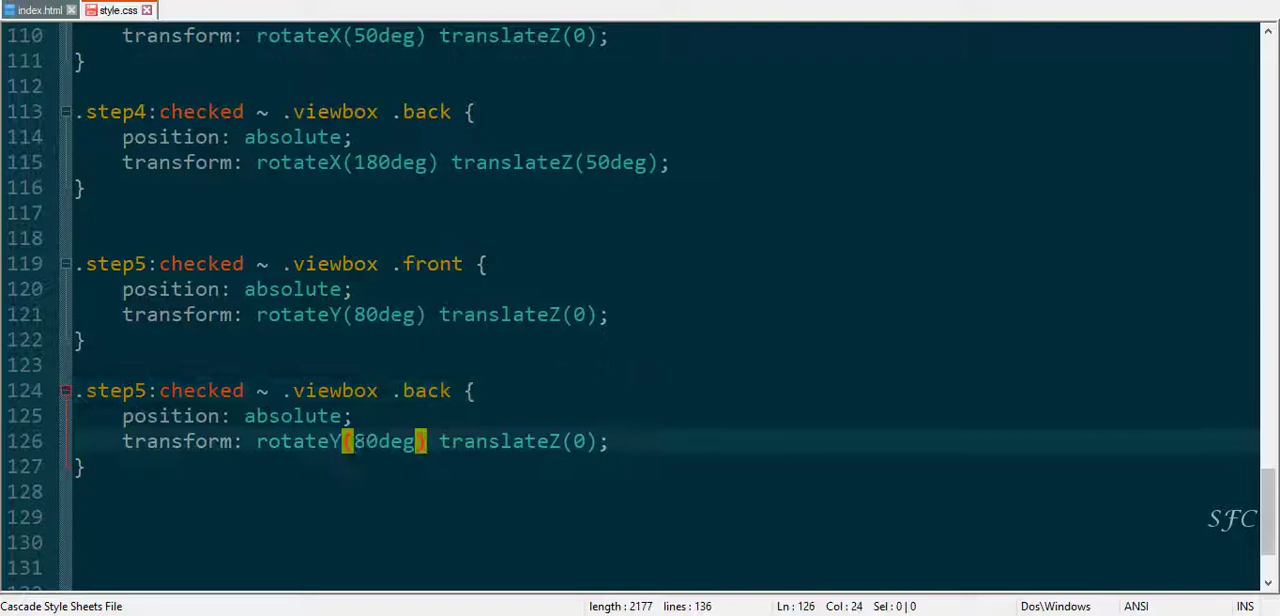 index.html style.css
110 transform: rotateX(50deg) translateZ(0);
111 }
112
113 .step4:checked ~ .viewbox .back {
114 position: absolute;
115 transform: rotateX(180deg) translateZ(50deg);
116 }
117
118
119 .step5:checked ~ .viewbox .front {
120 position: absolute;
121 transform: rotateY(80deg) translateZ(0);
122 }
123
124 .step5:checked ~ .viewbox .back {
125 position: absolute;
126 transform: rotateY(80deg) translateZ(0);
127 }
128
129
SFC
130
131
Cascade Style Sheets File length : 2177 lines : 136 Ln : 126 Col : 24 Sel : 0 | 0 Dos\Windows ANSI INS